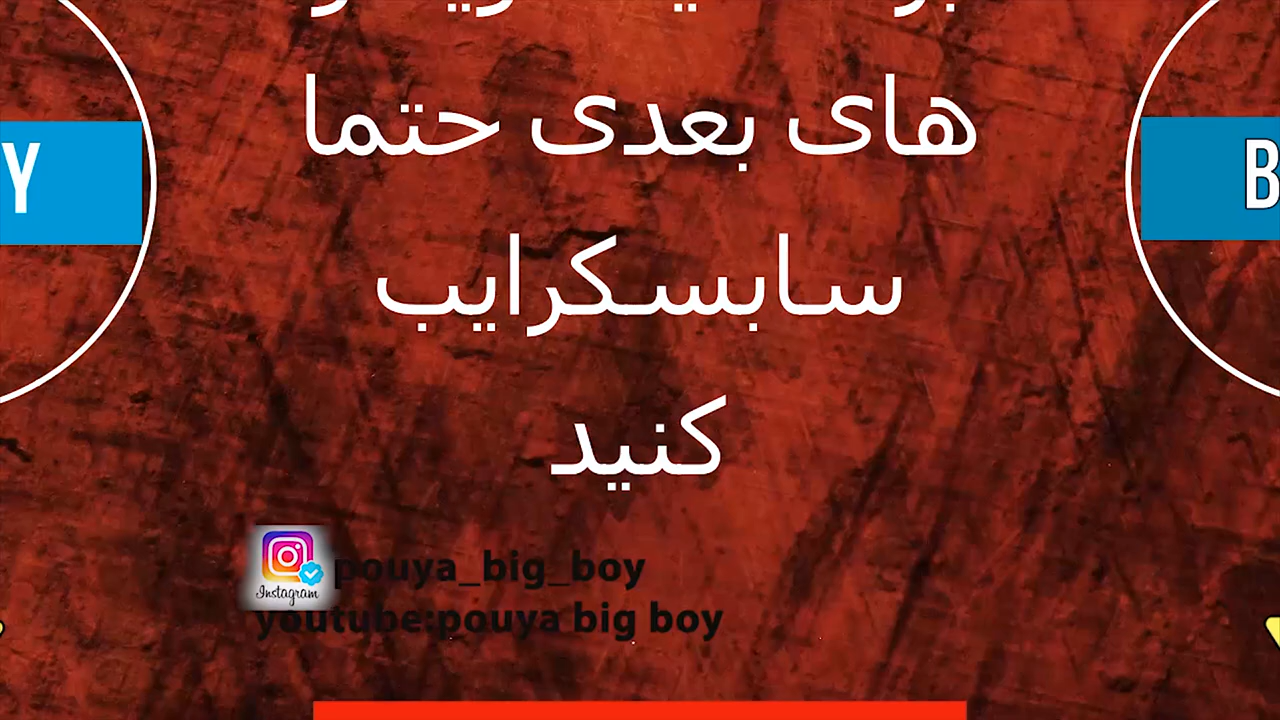 های بعدی حتما
سابسکرایب
کنید
Y
B
Instagram
pouya_big_boy
youtube:pouya big boy